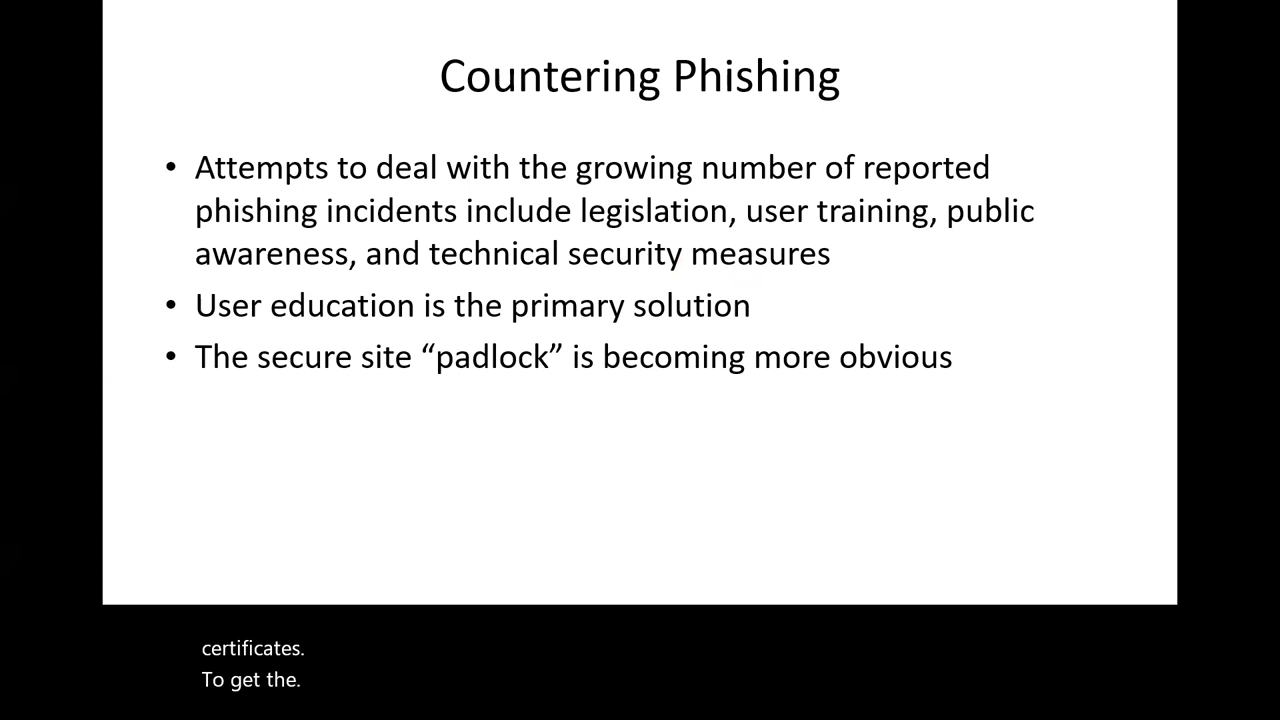 Countering Phishing
• Attempts to deal with the growing number of reported
phishing incidents include legislation, user training, public
awareness, and technical security measures
• User education is the primary solution
• The secure site “padlock” is becoming more obvious
certificates.
To get the.